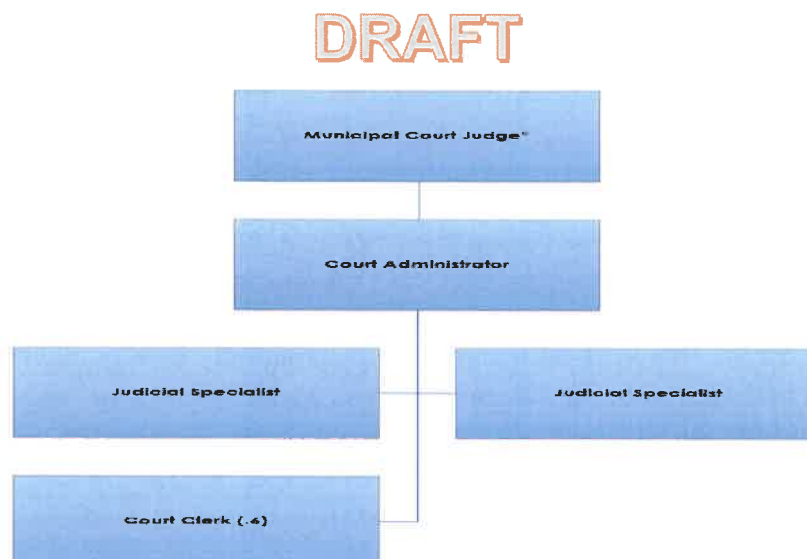 DRAFT
Municipal Court Judge*
Court Administrator
Judicial Specialist
Judicial Specialist
Court Clerk (.6)